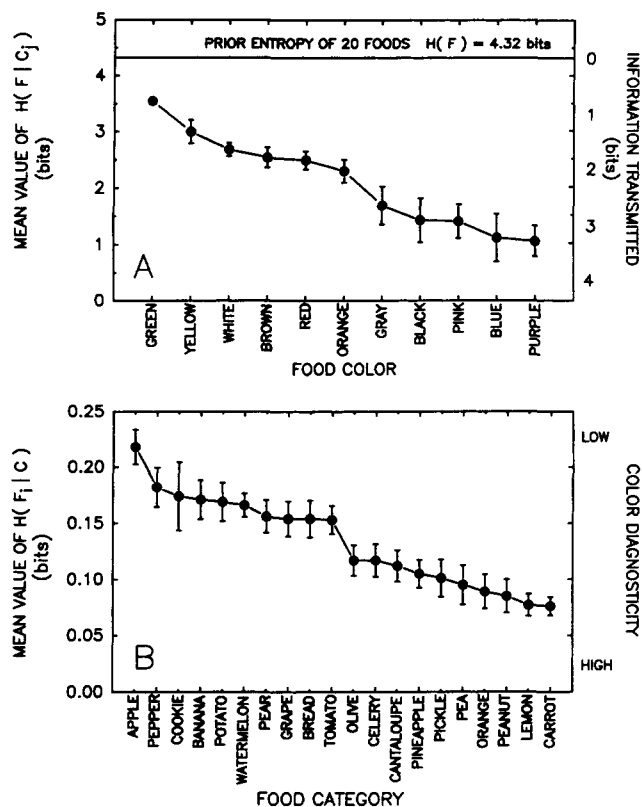 PRIOR ENTROPY OF 20 FOODS H( F ) = 4.32 bits
MEAN VALUE OF H( F | Cj )
(bits)
5
4
3
2
1
0
0
1
2
3
4
INFORMATION TRANSMITTED
(bits)
A
GREEN
YELLOW
WHITE
BROWN
RED
ORANGE
GRAY
BLACK
PINK
BLUE
PURPLE
FOOD COLOR
MEAN VALUE OF H( Fi | C )
(bits)
0.25
0.20
0.15
0.10
0.05
0.00
LOW
HIGH
COLOR DIAGNOSTICITY
B
APPLE
PEPPER
COOKIE
BANANA
POTATO
WATERMELON
PEAR
GRAPE
BREAD
TOMATO
OLIVE
CELERY
CANTALOUPE
PINEAPPLE
PICKLE
PEA
ORANGE
PEANUT
LEMON
CARROT
FOOD CATEGORY